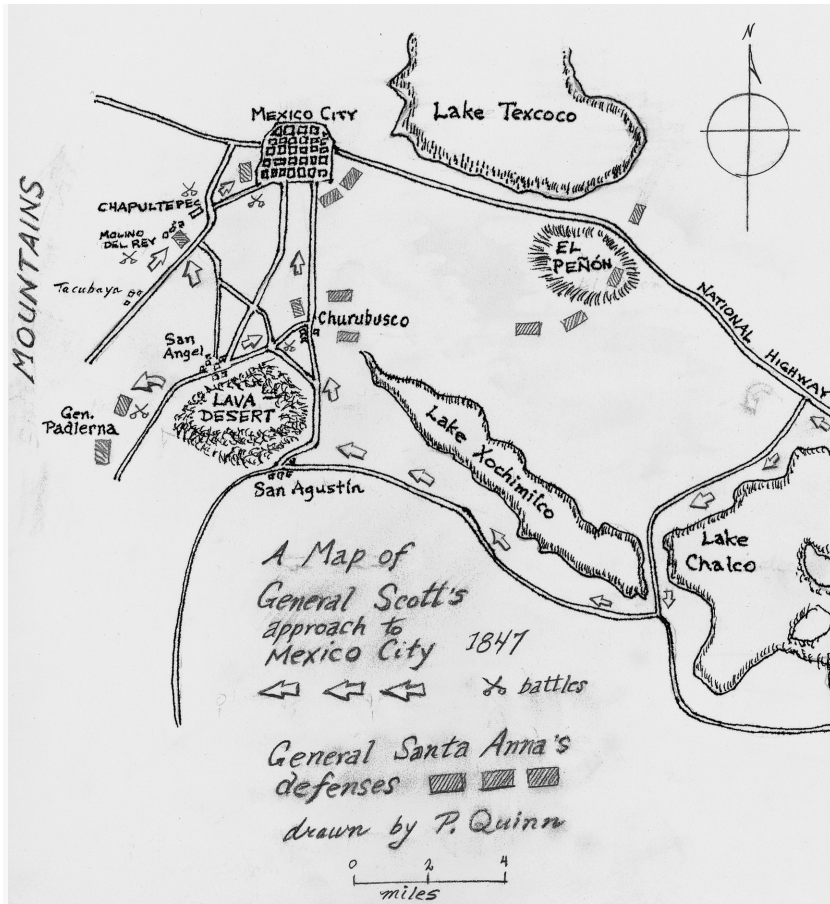 N
Lake Texcoco
MEXICO CITY
MOUNTAINS
CHAPULTEPES
MOLINO
DEL REY
EL
PEÑÓN
Tacubaya
NATIONAL HIGHWAY
Churubusco
San
Angel
LAVA
DESERT
Gen.
Padierna
Lake Xochimilco
San Agustín
Lake
Chalco
A Map of
General Scott's
approach to
Mexico City 1847
battles
General Santa Anna's
defenses
drawn by P. Quinn
0 2 4
miles